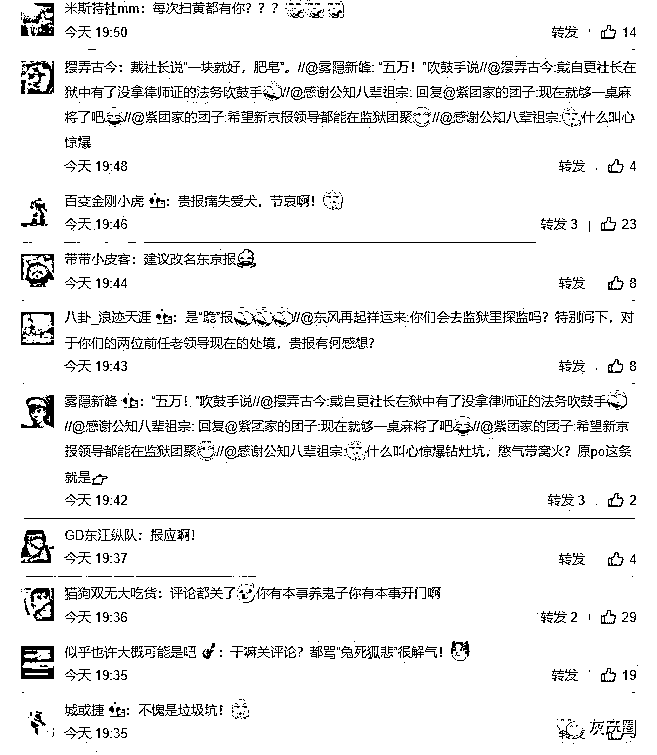 米斯特杜mm：每次扫黄都有你？？？
今天 19:50 转发 14
摆弄古今：戴社长说“一块就好，肥皂”。//@雾隐新峰：“五万！”吹鼓手说//@摆弄古今:戴自更社长在
狱中有了没拿律师证的法务吹鼓手//@感谢公知八辈祖宗: 回复@紫团家的团子:现在就够一桌麻
将了吧//@紫团家的团子:希望新京报领导都能在监狱团聚//@感谢公知八辈祖宗:什么叫心
惊爆
今天 19:48 转发 4
百变金刚小虎：贵报痛失爱犬，节哀啊！
今天 19:46 转发 3 23
带带小皮客：建议改名东京报
今天 19:44 转发 8
八卦_浪迹天涯：是“隐”报//@东风再起祥运来:你们会去监狱里探监吗？特别问下，对
于你们的两位前任老领导现在的处境，贵报有何感想？
今天 19:43 转发 8
雾隐新峰：“五万！”吹鼓手说//@摆弄古今:戴自更社长在狱中有了没拿律师证的法务吹鼓手
//@感谢公知八辈祖宗: 回复@紫团家的团子:现在就够一桌麻将了吧//@紫团家的团子:希望新京
报领导都能在监狱团聚//@感谢公知八辈祖宗:什么叫心惊爆钻灶坑，憋气带窝火？原po这条
就是
今天 19:42 转发 3 2
GD东江纵队：报应啊！
今天 19:37 转发 4
猫狗双无大吃货：评论都关了你有本事养鬼子你有本事开门啊
今天 19:36 转发 2 29
似乎也许大概可能是吧：干嘛关评论？都骂“兔死狐悲”很解气！
今天 19:35 转发 19
城或捷：不愧是垃圾坑！
今天 19:35